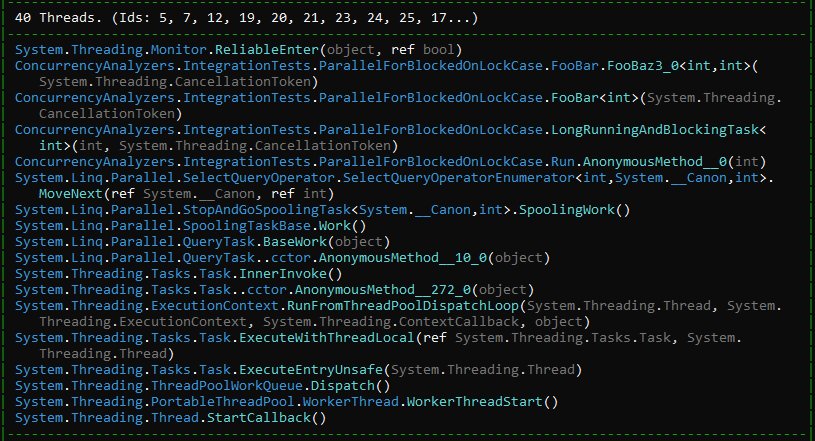 40 Threads. (Ids: 5, 7, 12, 19, 20, 21, 23, 24, 25, 17...)
System.Threading.Monitor.ReliableEnter(object, ref bool)
ConcurrencyAnalyzers.IntegrationTests.ParallelForBlockedOnLockCase.FooBar.FooBaz3_0<int,int>(
System.Threading.CancellationToken)
ConcurrencyAnalyzers.IntegrationTests.ParallelForBlockedOnLockCase.FooBar<int>(System.Threading.
CancellationToken)
ConcurrencyAnalyzers.IntegrationTests.ParallelForBlockedOnLockCase.LongRunningAndBlockingTask<
int>(int, System.Threading.CancellationToken)
ConcurrencyAnalyzers.IntegrationTests.ParallelForBlockedOnLockCase.Run.AnonymousMethod__0(int)
System.Linq.Parallel.SelectQueryOperator.SelectQueryOperatorEnumerator<int,System.__Canon,int>.
MoveNext(ref System.__Canon, ref int)
System.Linq.Parallel.StopAndGoSpoolingTask<System.__Canon,int>.SpoolingWork()
System.Linq.Parallel.SpoolingTaskBase.Work()
System.Linq.Parallel.QueryTask.BaseWork(object)
System.Linq.Parallel.QueryTask..cctor.AnonymousMethod__10_0(object)
System.Threading.Tasks.Task.InnerInvoke()
System.Threading.Tasks.Task..cctor.AnonymousMethod__272_0(object)
System.Threading.ExecutionContext.RunFromThreadPoolDispatchLoop(System.Threading.Thread, System.
Threading.ExecutionContext, System.Threading.ContextCallback, object)
System.Threading.Tasks.Task.ExecuteWithThreadLocal(ref System.Threading.Tasks.Task, System.
Threading.Thread)
System.Threading.Tasks.Task.ExecuteEntryUnsafe(System.Threading.Thread)
System.Threading.ThreadPoolWorkQueue.Dispatch()
System.Threading.PortableThreadPool.WorkerThread.WorkerThreadStart()
System.Threading.Thread.StartCallback()